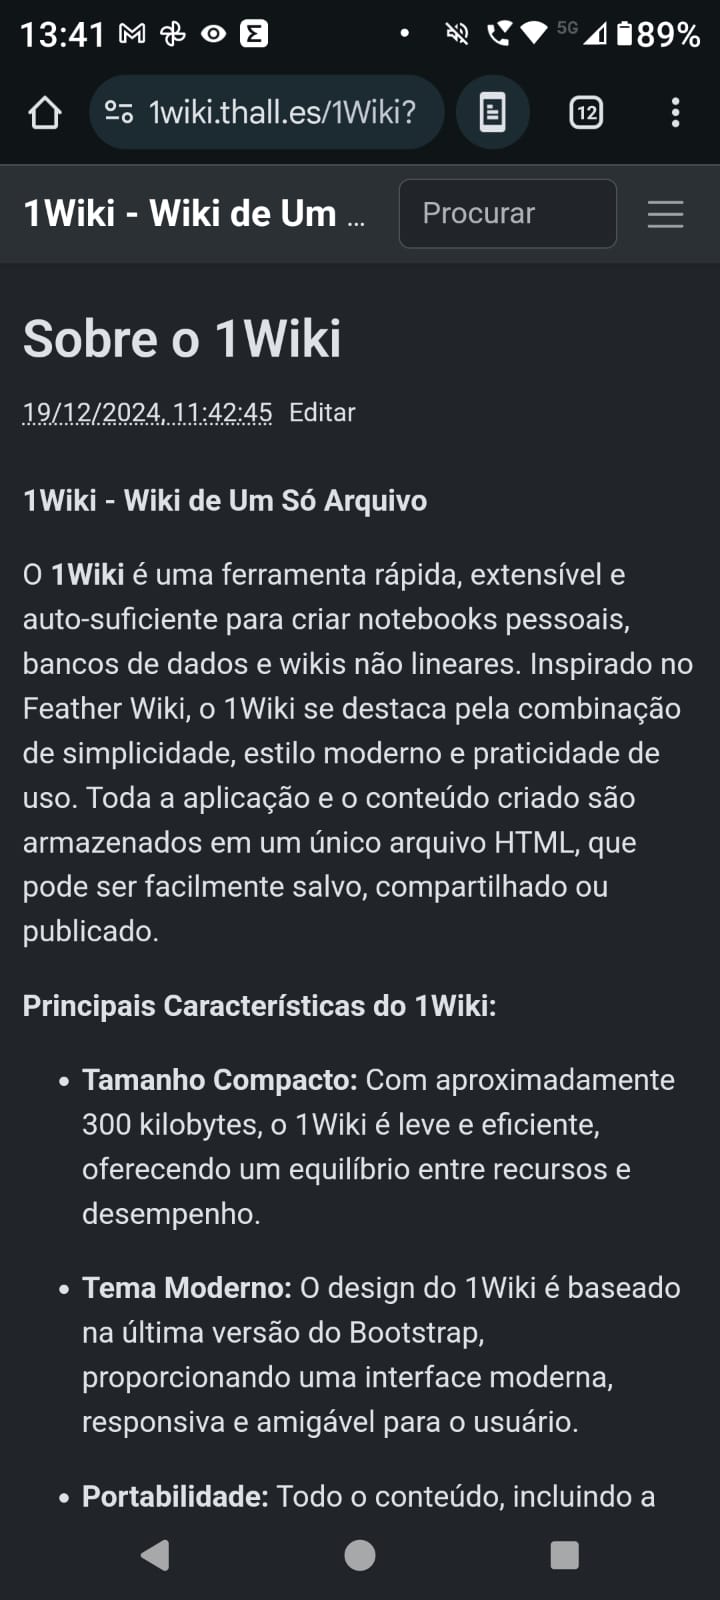 13:41 5G 89%
1wiki.thall.es/1Wiki? 12
1Wiki - Wiki de Um ... Procurar
Sobre o 1Wiki
19/12/2024, 11:42:45 Editar
1Wiki - Wiki de Um Só Arquivo
O 1Wiki é uma ferramenta rápida, extensível e
auto-suficiente para criar notebooks pessoais,
bancos de dados e wikis não lineares. Inspirado no
Feather Wiki, o 1Wiki se destaca pela combinação
de simplicidade, estilo moderno e praticidade de
uso. Toda a aplicação e o conteúdo criado são
armazenados em um único arquivo HTML, que
pode ser facilmente salvo, compartilhado ou
publicado.
Principais Características do 1Wiki:
• Tamanho Compacto: Com aproximadamente
300 kilobytes, o 1Wiki é leve e eficiente,
oferecendo um equilíbrio entre recursos e
desempenho.
• Tema Moderno: O design do 1Wiki é baseado
na última versão do Bootstrap,
proporcionando uma interface moderna,
responsiva e amigável para o usuário.
• Portabilidade: Todo o conteúdo, incluindo a